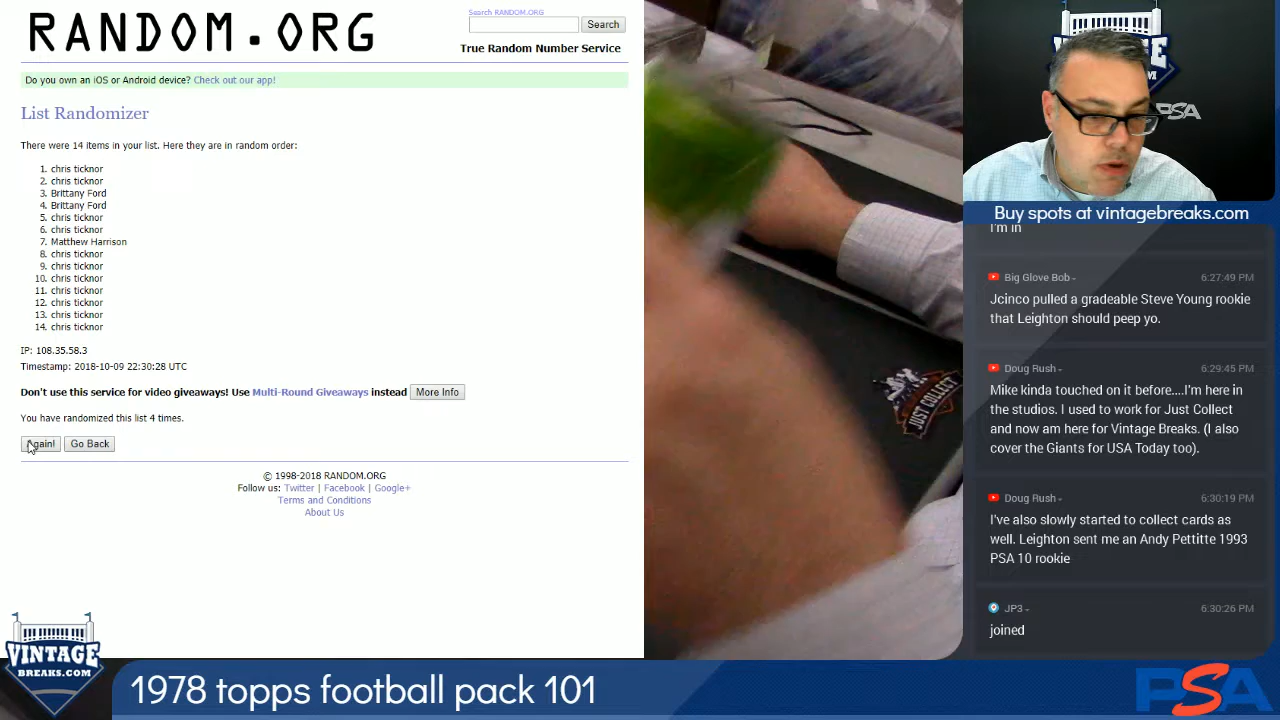 RANDOM.ORG
Search RANDOM.ORG
Search
True Random Number Service
Do you own an iOS or Android device? Check out our app!
List Randomizer
There were 14 items in your list. Here they are in random order:
1. chris ticknor
2. chris ticknor
3. Brittany Ford
4. Brittany Ford
5. chris ticknor
6. chris ticknor
7. Matthew Harrison
8. chris ticknor
9. chris ticknor
10. chris ticknor
11. chris ticknor
12. chris ticknor
13. chris ticknor
14. chris ticknor
IP: 108.35.58.3
Timestamp: 2018-10-09 22:30:28 UTC
Don't use this service for video giveaways! Use Multi-Round Giveaways instead
More Info
You have randomized this list 4 times.
Again!
Go Back
© 1998-2018 RANDOM.ORG
Follow us: Twitter | Facebook | Google+
Terms and Conditions
About Us
JUST COLLECT
PSA
Buy spots at vintagebreaks.com
I'm in
Big Glove Bob
6:27:49 PM
Jcinco pulled a gradeable Steve Young rookie
that Leighton should peep yo.
Doug Rush
6:29:45 PM
Mike kinda touched on it before....I'm here in
the studios. I used to work for Just Collect
and now am here for Vintage Breaks. (I also
cover the Giants for USA Today too).
Doug Rush
6:30:19 PM
I've also slowly started to collect cards as
well. Leighton sent me an Andy Pettitte 1993
PSA 10 rookie
JP3
6:30:26 PM
joined
VINTAGE
BREAKS.COM
1978 topps football pack 101
PSA